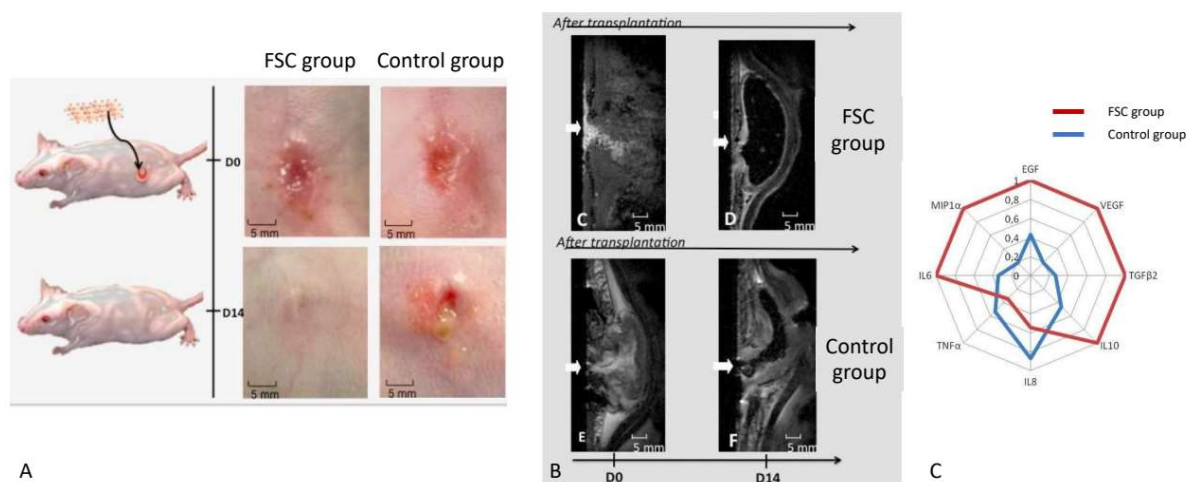 FSC group
Control group
D0
D14
5 mm
5 mm
5 mm
5 mm
A
After transplantation
C
5 mm
D
5 mm
FSC
group
After transplantation
E
5 mm
F
5 mm
Control
group
D0
D14
B
FSC group
Control group
EGF
VEGF
TGFβ2
IL10
IL8
TNFα
IL6
MIP1α
1
0,8
0,6
0,4
0,2
0
C